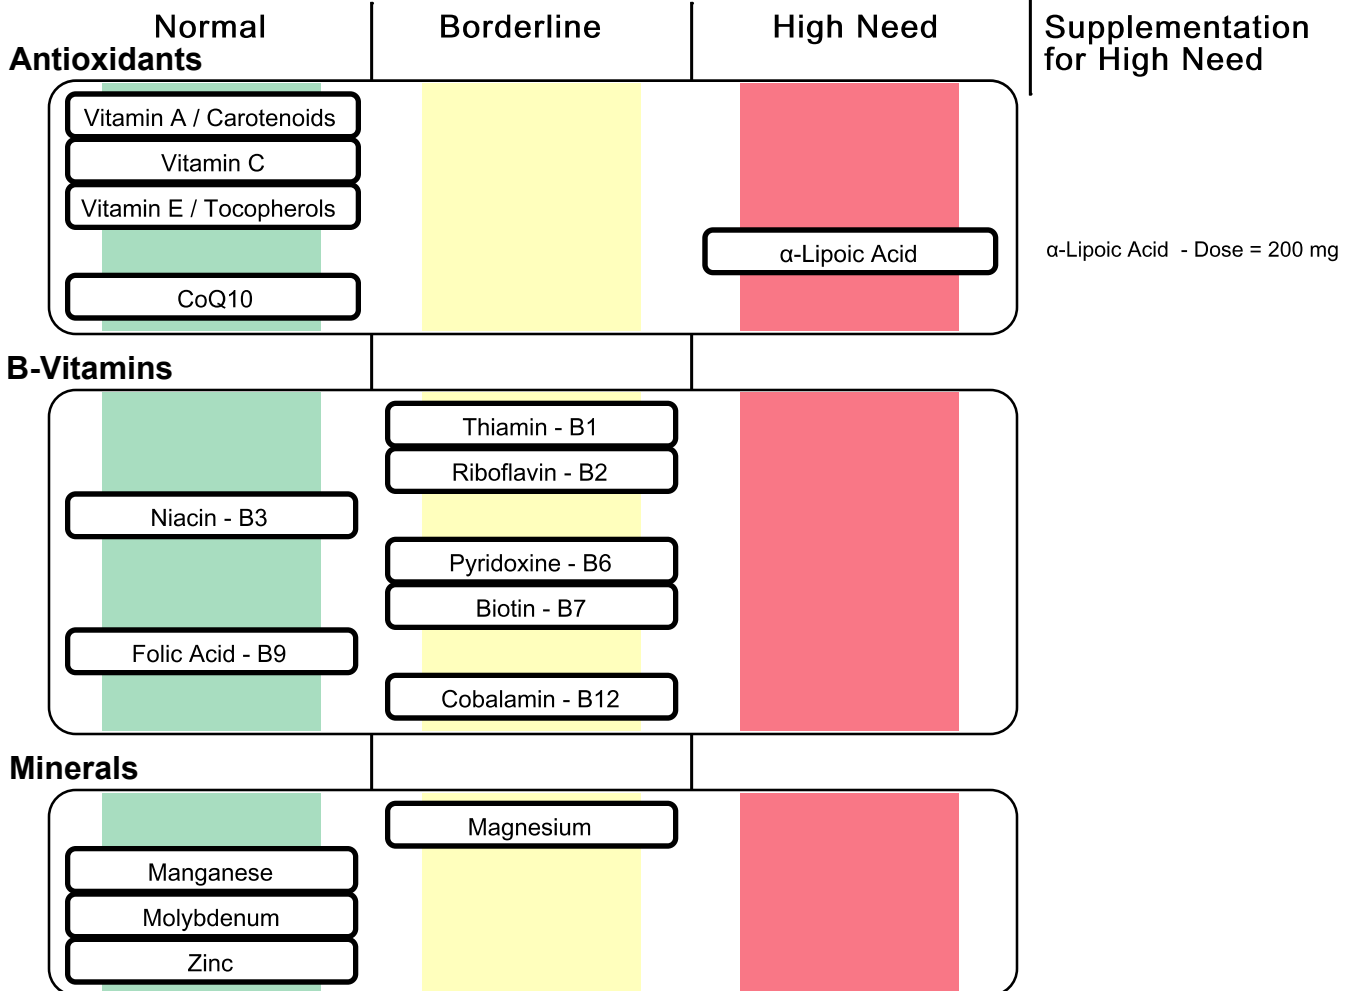 Normal
Borderline
High Need
Supplementation
for High Need
Antioxidants
Vitamin A / Carotenoids
Vitamin C
Vitamin E / Tocopherols
α-Lipoic Acid
α-Lipoic Acid  - Dose = 200 mg
CoQ10
B-Vitamins
Thiamin - B1
Riboflavin - B2
Niacin - B3
Pyridoxine - B6
Biotin - B7
Folic Acid - B9
Cobalamin - B12
Minerals
Magnesium
Manganese
Molybdenum
Zinc